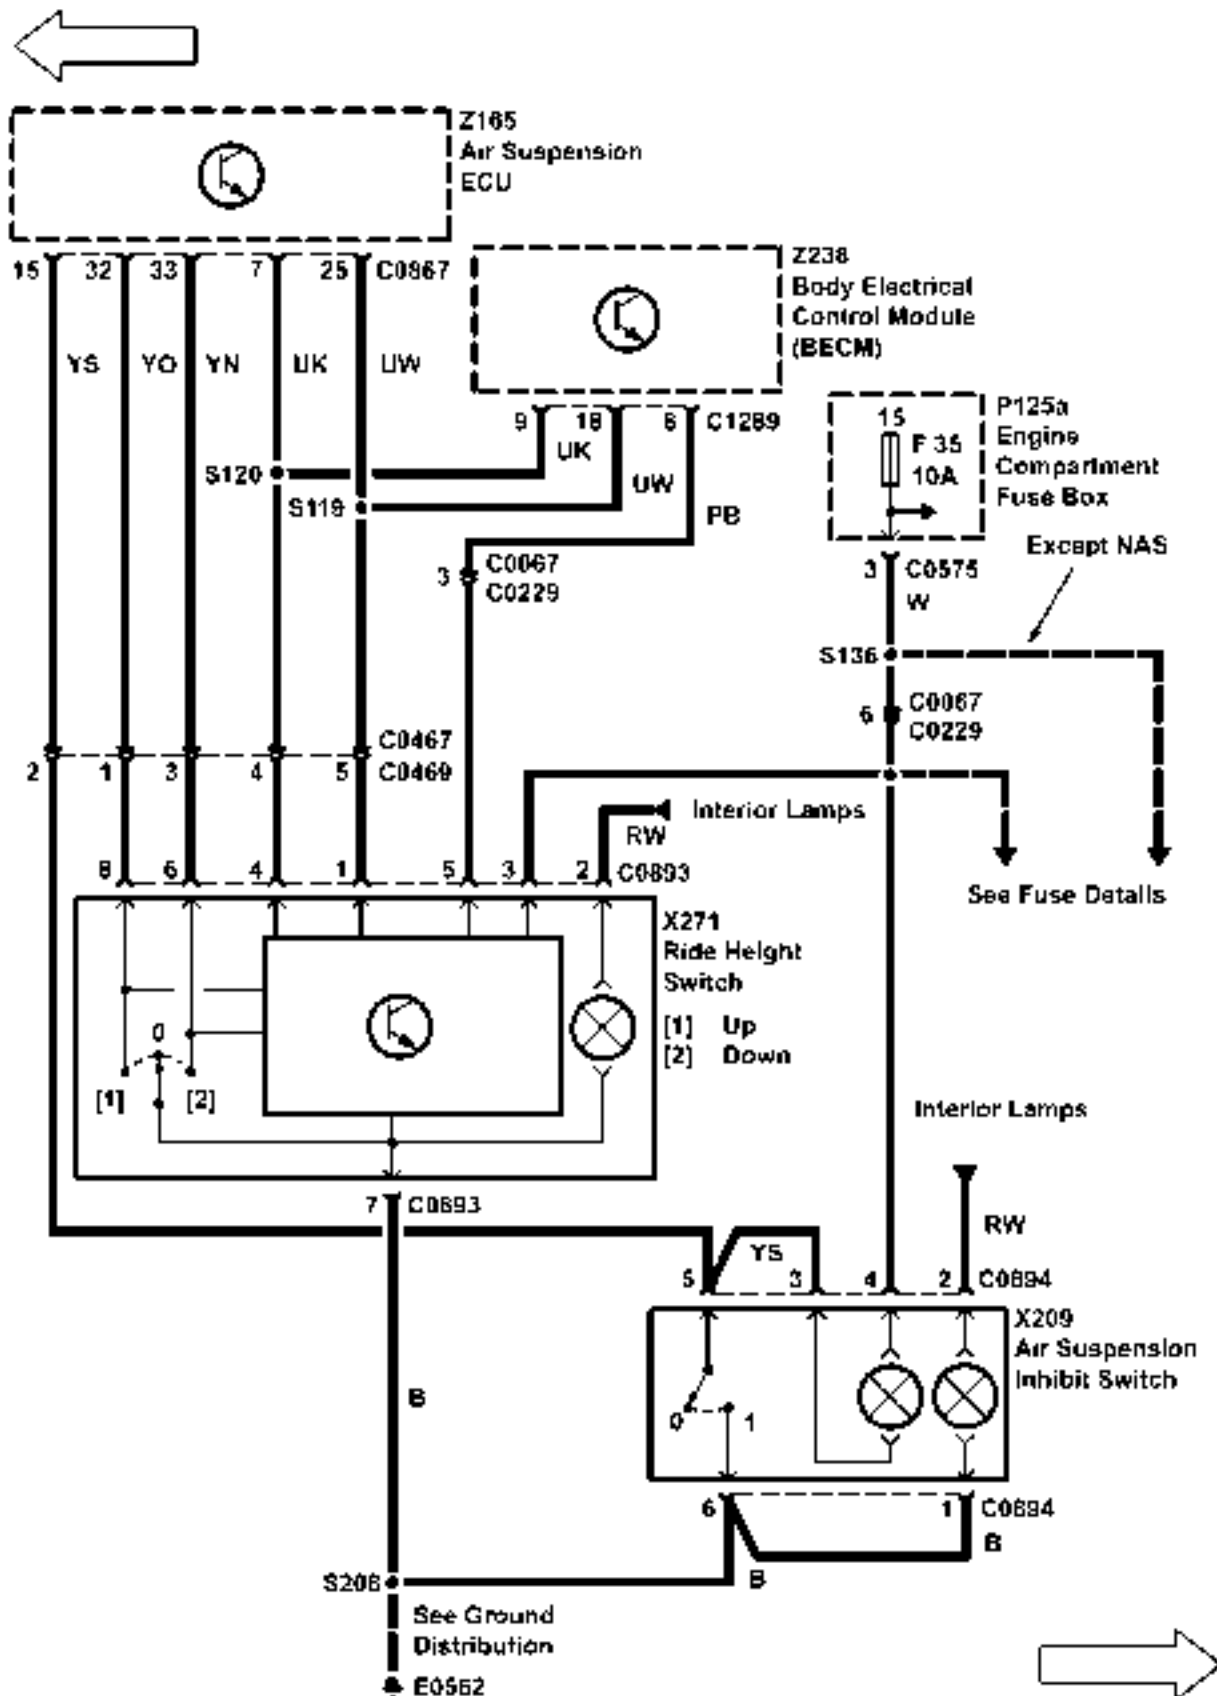 Z165
Air Suspension
ECU
15 32 33 7 25 C0867
Z238
Body Electrical
Control Module
(BECM)
YS YO YN UK UW
9 18 8 C1289
UK
S120
UW
S119
PB
P125a
Engine
Compartment
Fuse Box
15
F 35
10A
Except NAS
3 C0575
W
3 C0067
C0229
S136
6 C0067
C0229
C0467
2 1 3 4 5 C0469
Interior Lamps
RW
8 6 4 1 5 3 2 C0893
See Fuse Details
X271
Ride Height
Switch
[1] Up
[2] Down
0
[1] [2]
Interior Lamps
7 C0893
RW
YS
5 3 4 2 C0894
X209
Air Suspension
Inhibit Switch
0 1
B
6 1 C0894
B
B
S208
See Ground
Distribution
E0562